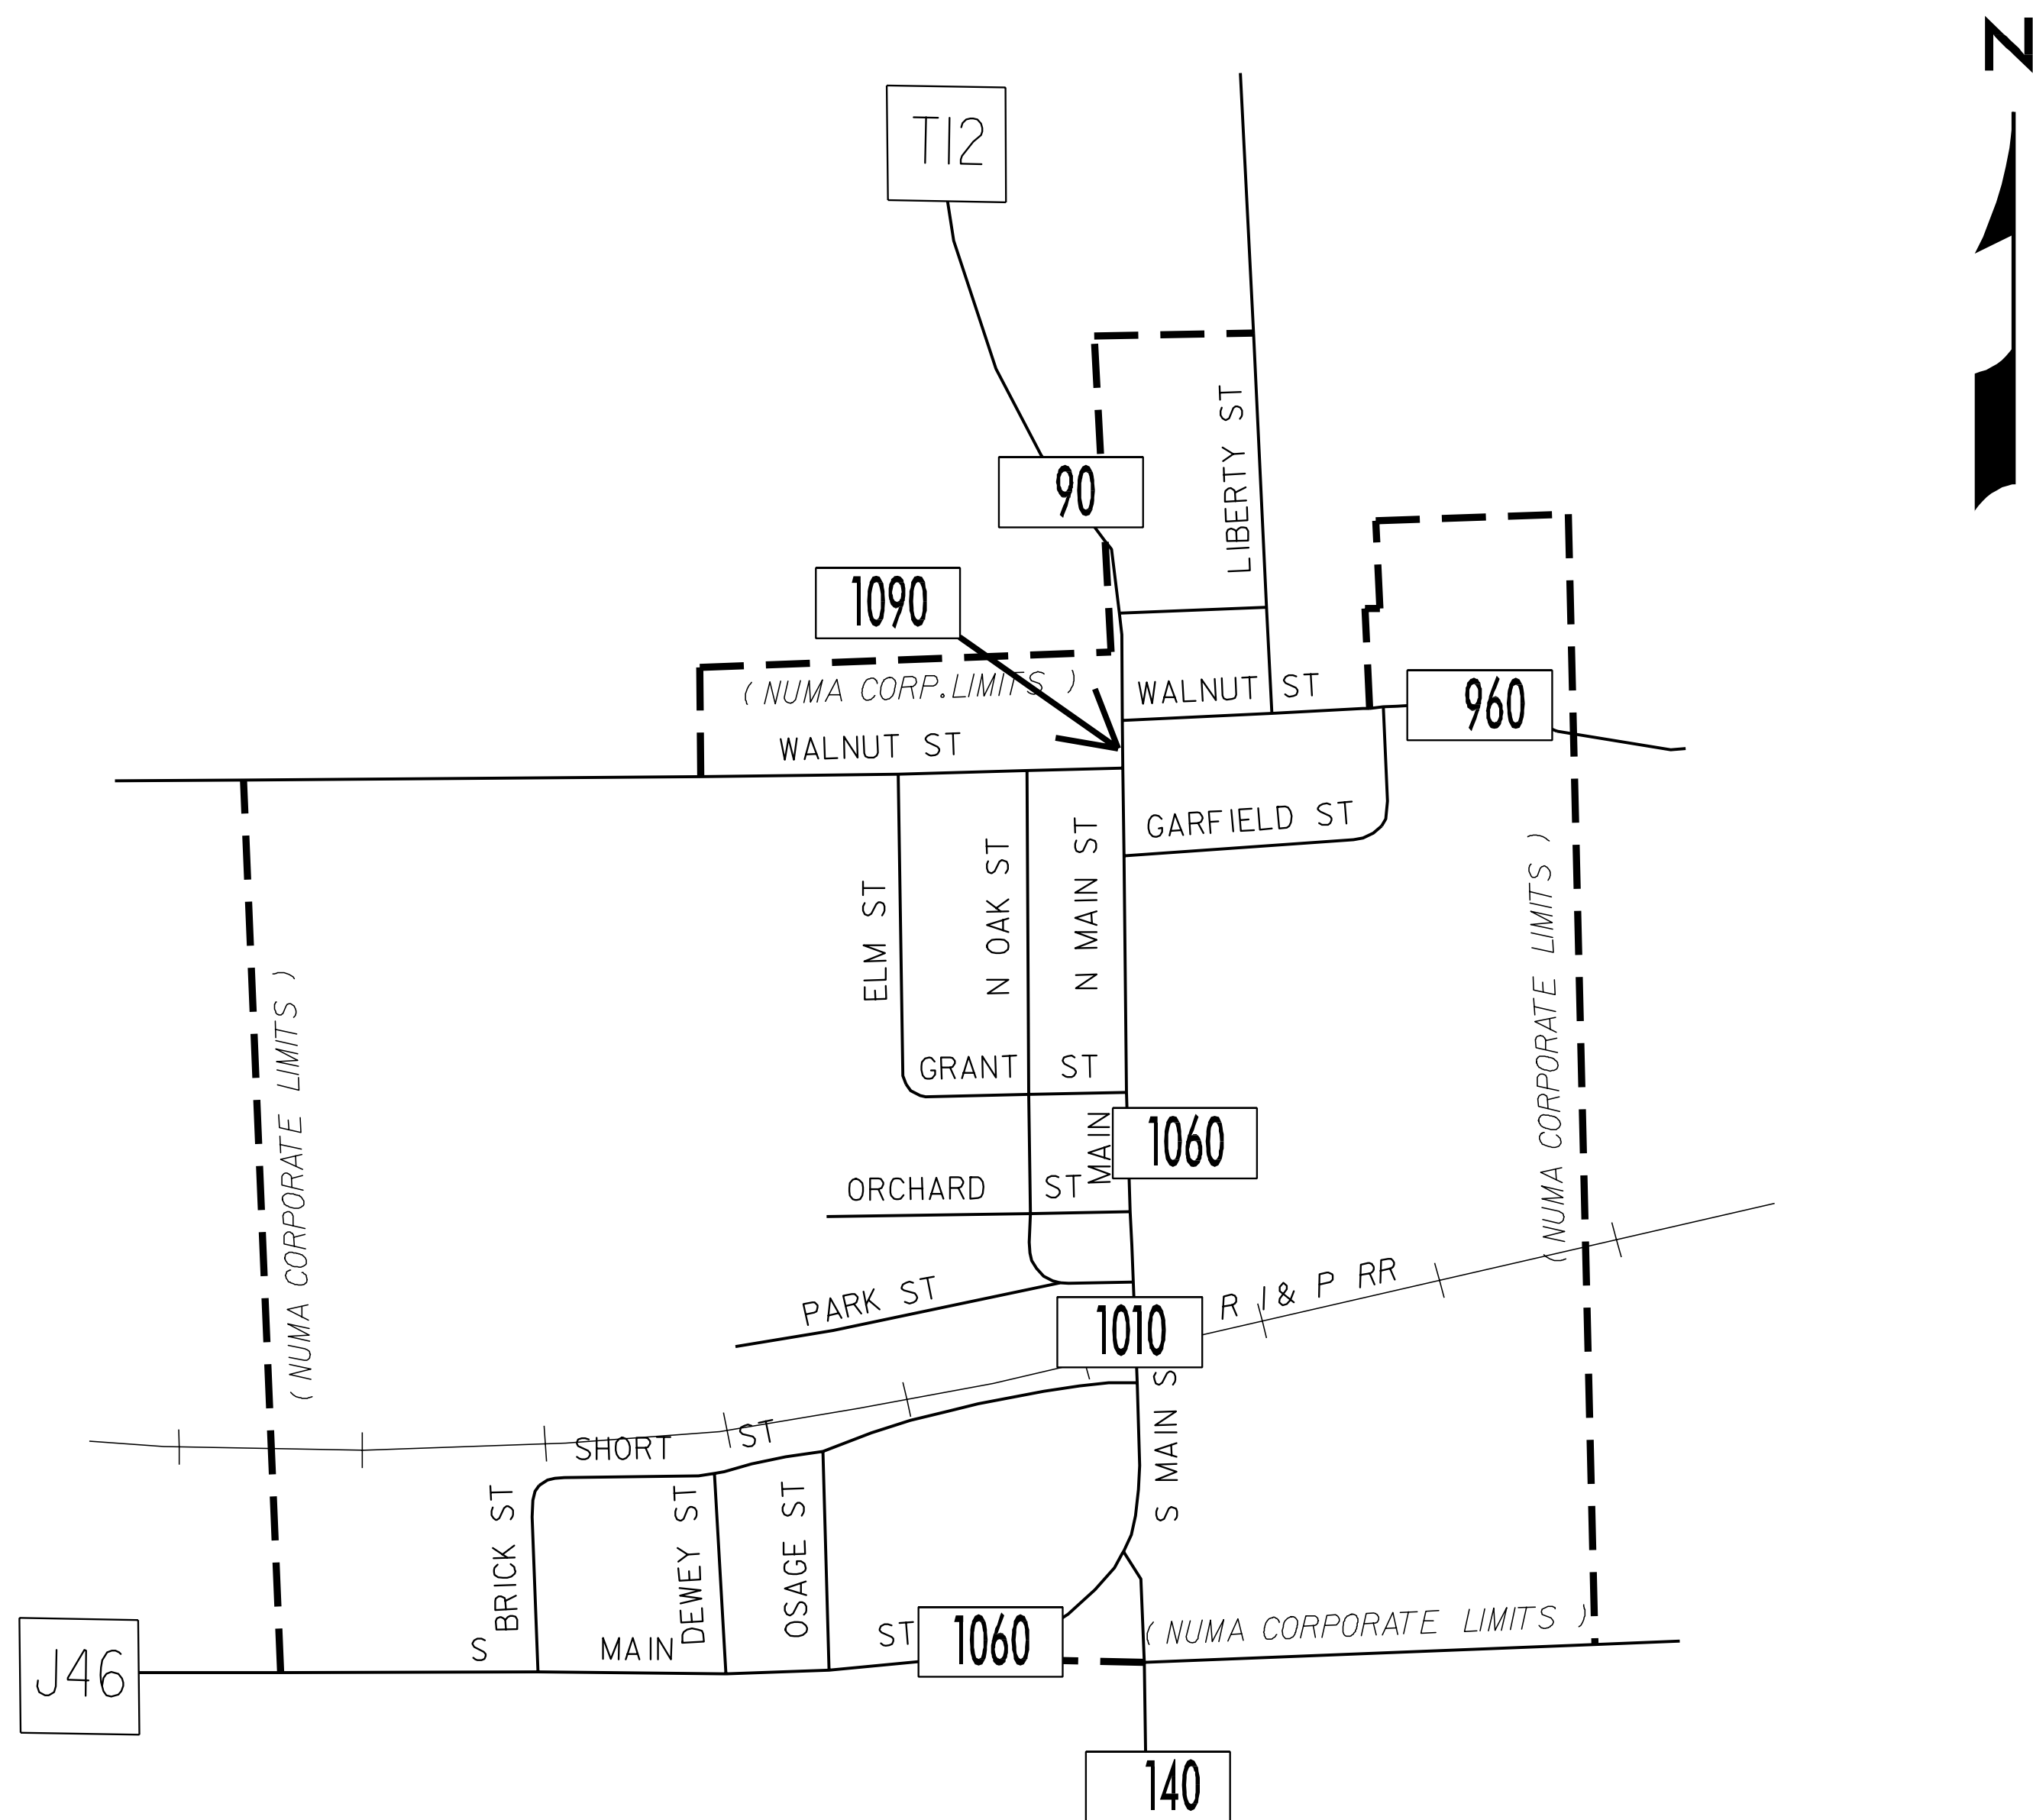 N
T12
LIBERTY ST
90
1090
( NUMA CORP.LIMITS )
WALNUT ST
960
WALNUT ST
GARFIELD ST
ELM ST
N OAK ST
N MAIN ST
( NUMA CORPORATE LIMITS )
( NUMA CORPORATE LIMITS )
GRANT ST
MAIN
1060
ORCHARD ST
PARK ST
1010
R I & P RR
SHORT ST
S MAIN S
BRICK ST
DEWEY ST
OSAGE ST
J46
S MAIN ST
1060
( NUMA CORPORATE LIMITS )
140